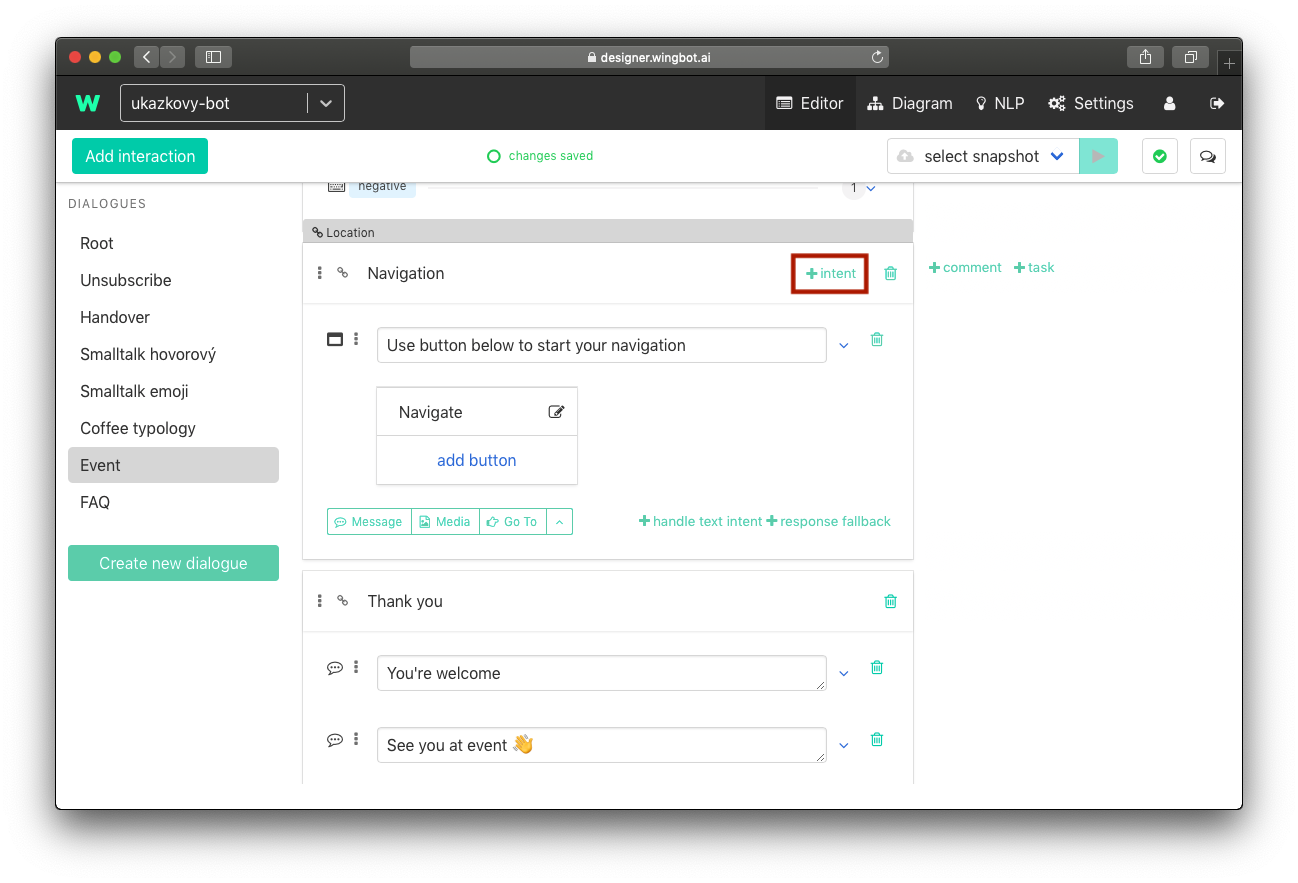 designer.wingbot.ai
W
ukazkovy-bot
Editor
Diagram
NLP
Settings
Add interaction
changes saved
select snapshot
DIALOGUES
Root
Unsubscribe
Handover
Smalltalk hovorový
Smalltalk emoji
Coffee typology
Event
FAQ
Create new dialogue
negative
1
Location
Navigation
+ intent
+ comment
+ task
Use button below to start your navigation
Navigate
add button
Message
Media
Go To
+ handle text intent + response fallback
Thank you
You're welcome
See you at event 👋